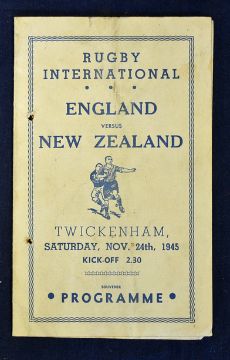 RUGBY
INTERNATIONAL
ENGLAND
VERSUS
NEW ZEALAND
TWICKENHAM,
SATURDAY, NOV. 24th, 1945
KICK-OFF 2.30
SOUVENIR
• PROGRAMME •